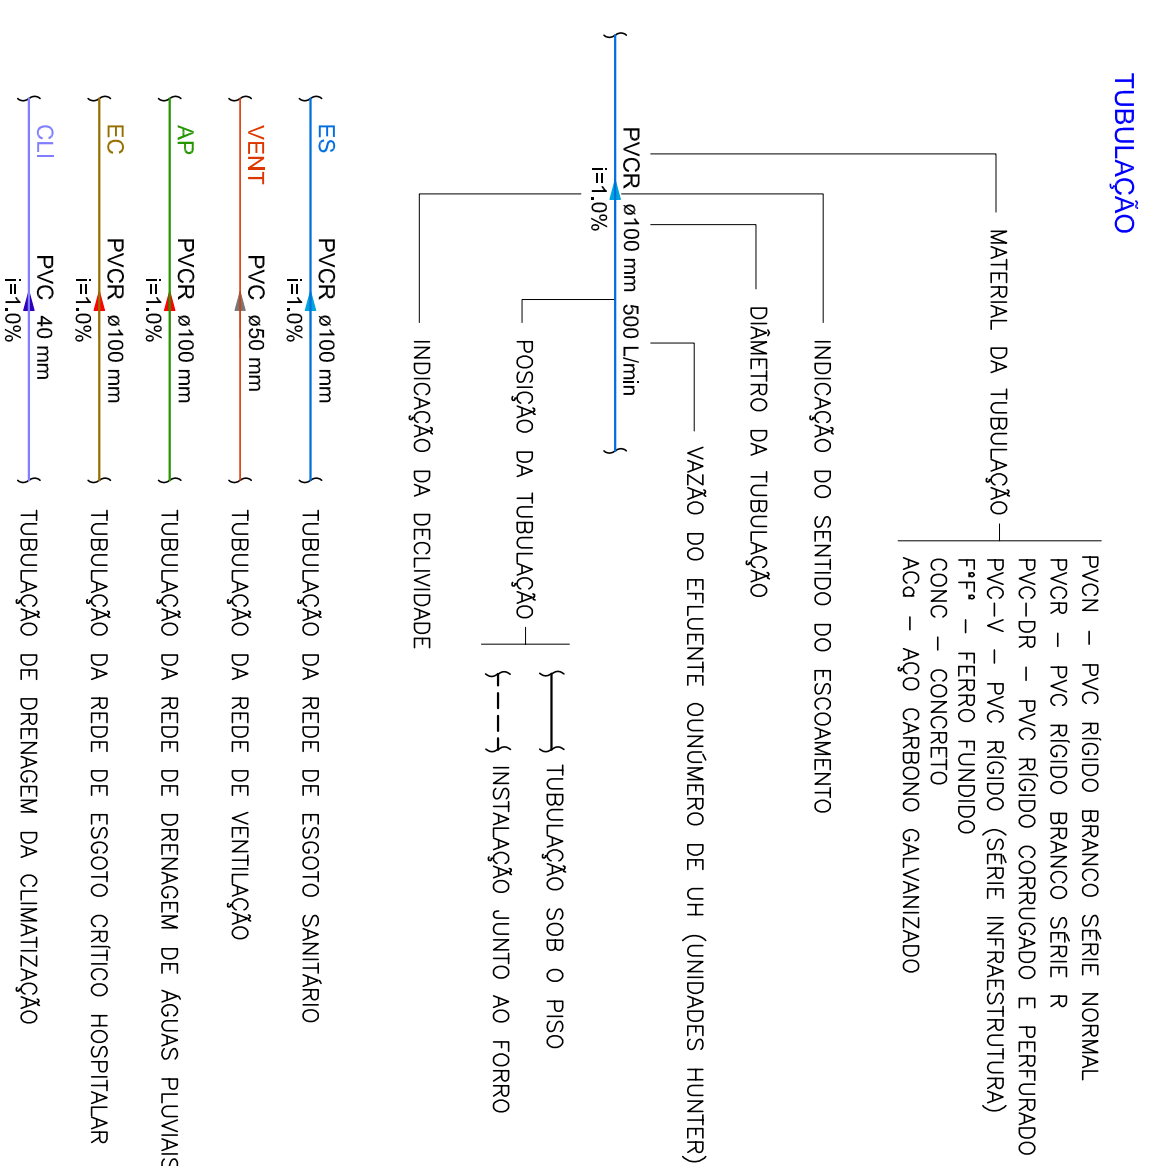 TUBULAÇÃO
MATERIAL DA TUBULAÇÃO
PVCN – PVC RÍGIDO BRANCO SÉRIE NORMAL
PVCR – PVC RÍGIDO BRANCO SÉRIE R
PVC–DR – PVC RÍGIDO CORRUGADO E PERFURADO
PVC–V – PVC RÍGIDO (SÉRIE INFRAESTRUTURA)
F°F° – FERRO FUNDIDO
CONC – CONCRETO
ACa – AÇO CARBONO GALVANIZADO
INDICAÇÃO DO SENTIDO DO ESCOAMENTO
DIÂMETRO DA TUBULAÇÃO
VAZÃO DO EFLUENTE OUNÚMERO DE UH (UNIDADES HUNTER)
PVCR ø100 mm 500 L/min
i=1.0%
POSIÇÃO DA TUBULAÇÃO
TUBULAÇÃO SOB O PISO
INSTALAÇÃO JUNTO AO FORRO
INDICAÇÃO DA DECLIVIDADE
ES PVCR ø100 mm
i=1.0%
TUBULAÇÃO DA REDE DE ESGOTO SANITÁRIO
VENT PVC ø50 mm
TUBULAÇÃO DA REDE DE VENTILAÇÃO
AP PVCR ø100 mm
i=1.0%
TUBULAÇÃO DA REDE DE DRENAGEM DE ÁGUAS PLUVIAIS
EC PVCR ø100 mm
i=1.0%
TUBULAÇÃO DA REDE DE ESGOTO CRÍTICO HOSPITALAR
CLI PVC 40 mm
i=1.0%
TUBULAÇÃO DE DRENAGEM DA CLIMATIZAÇÃO